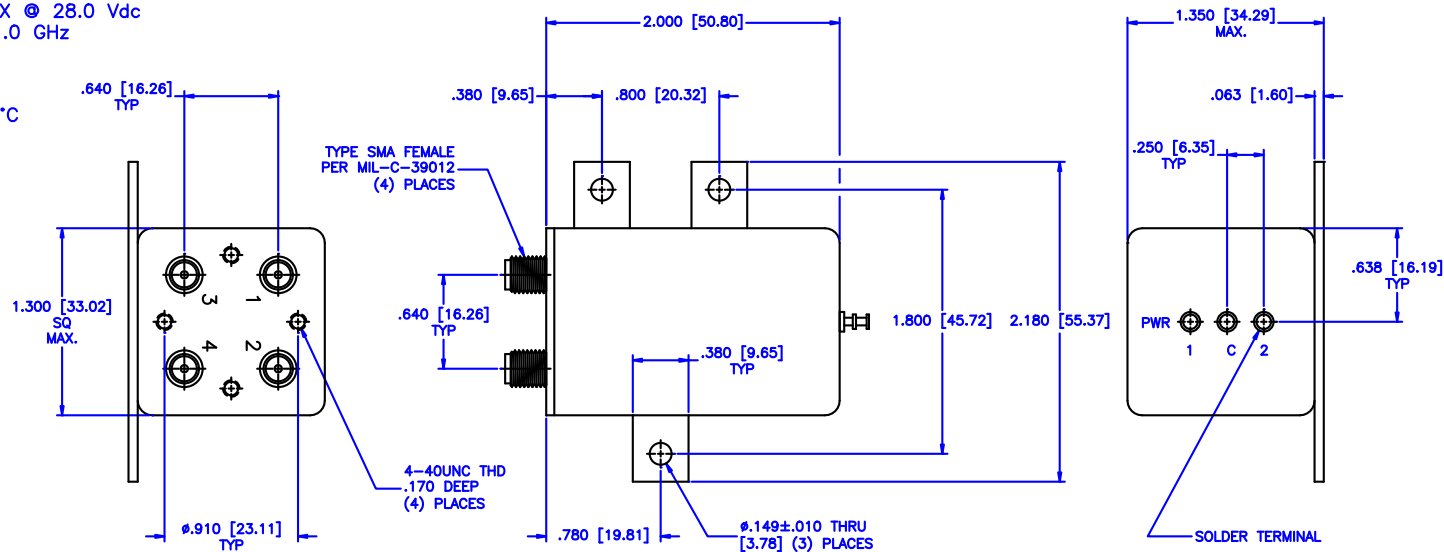 X @ 28.0 Vdc
.0 GHz
°C
.640 [16.26]
TYP
1.300 [33.02]
SQ
MAX.
3
1
4
2
4-40UNC THD
.170 DEEP
(4) PLACES
ø.910 [23.11]
TYP
2.000 [50.80]
.380 [9.65]
.800 [20.32]
TYPE SMA FEMALE
PER MIL-C-39012
(4) PLACES
.640 [16.26]
TYP
1.800 [45.72]
2.180 [55.37]
.380 [9.65]
TYP
.780 [19.81]
ø.149±.010 THRU
[3.78] (3) PLACES
1.350 [34.29]
MAX.
.063 [1.60]
.250 [6.35]
TYP
.638 [16.19]
TYP
PWR
1 C 2
SOLDER TERMINAL